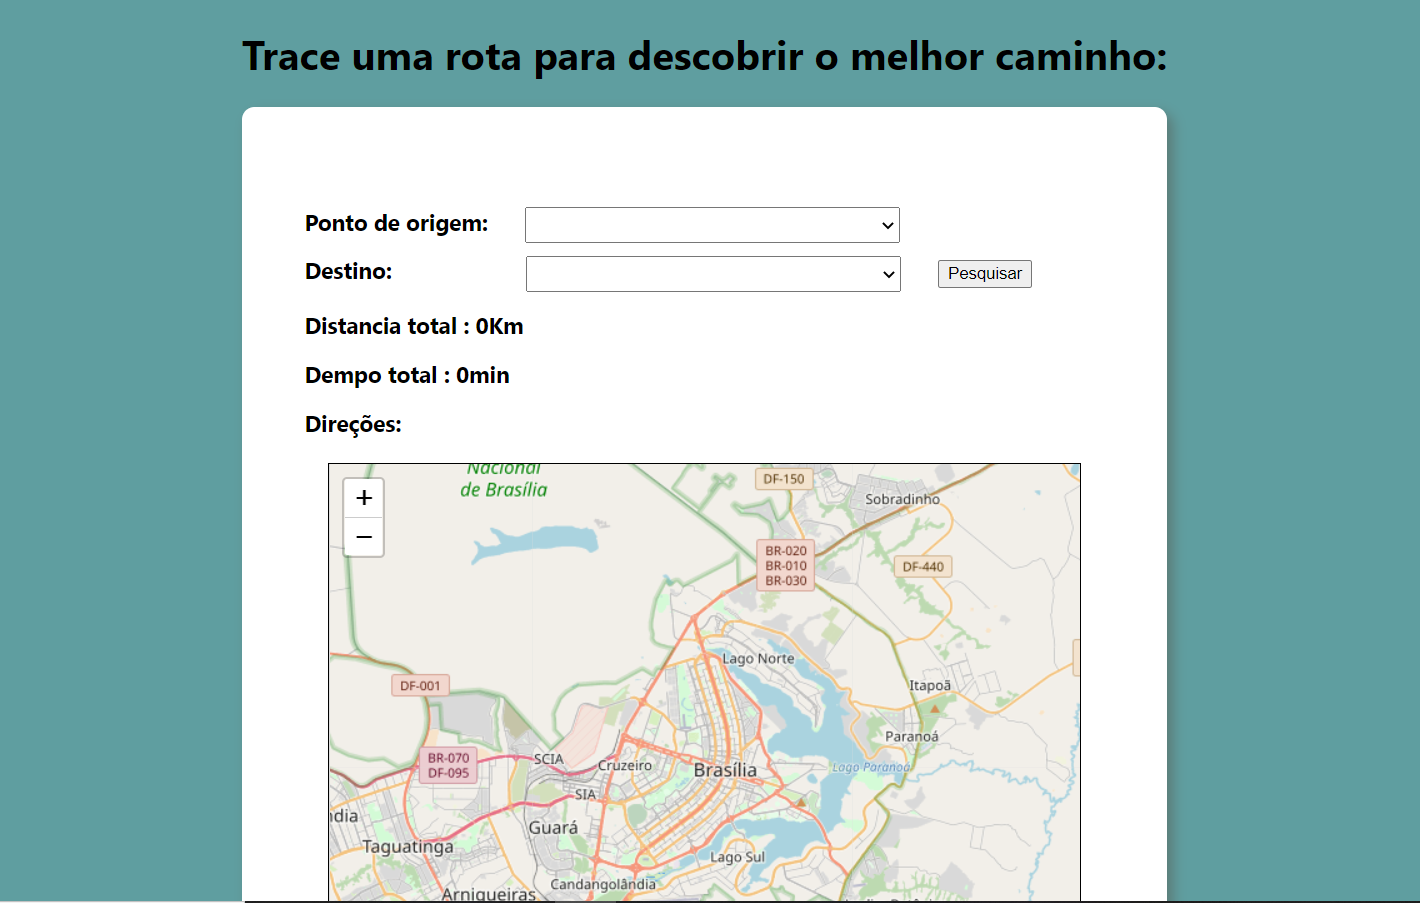 Trace uma rota para descobrir o melhor caminho:
Ponto de origem:
Destino:
Pesquisar
Distancia total : 0Km
Dempo total : 0min
Direções:
Nacional
de Brasília
+
−
DF-150
Sobradinho
BR-020
BR-010
BR-030
DF-440
Lago Norte
DF-001
Itapoã
Paranoá
BR-070
DF-095
SCIA
Cruzeiro
Brasília
Lago Paranoá
SIA
ndia
Guará
Taguatinga
Lago Sul
Candangolândia
Arniqueiras